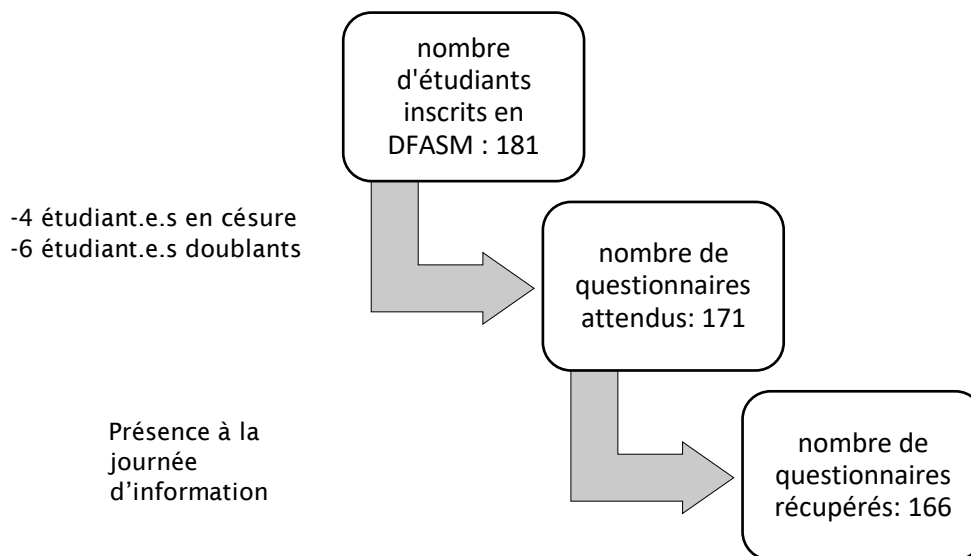 nombre
d'étudiants
inscrits en
DFASM : 181
-4 étudiant.e.s en césure
-6 étudiant.e.s doublants
nombre de
questionnaires
attendus: 171
Présence à la
journée
d’information
nombre de
questionnaires
récupérés: 166